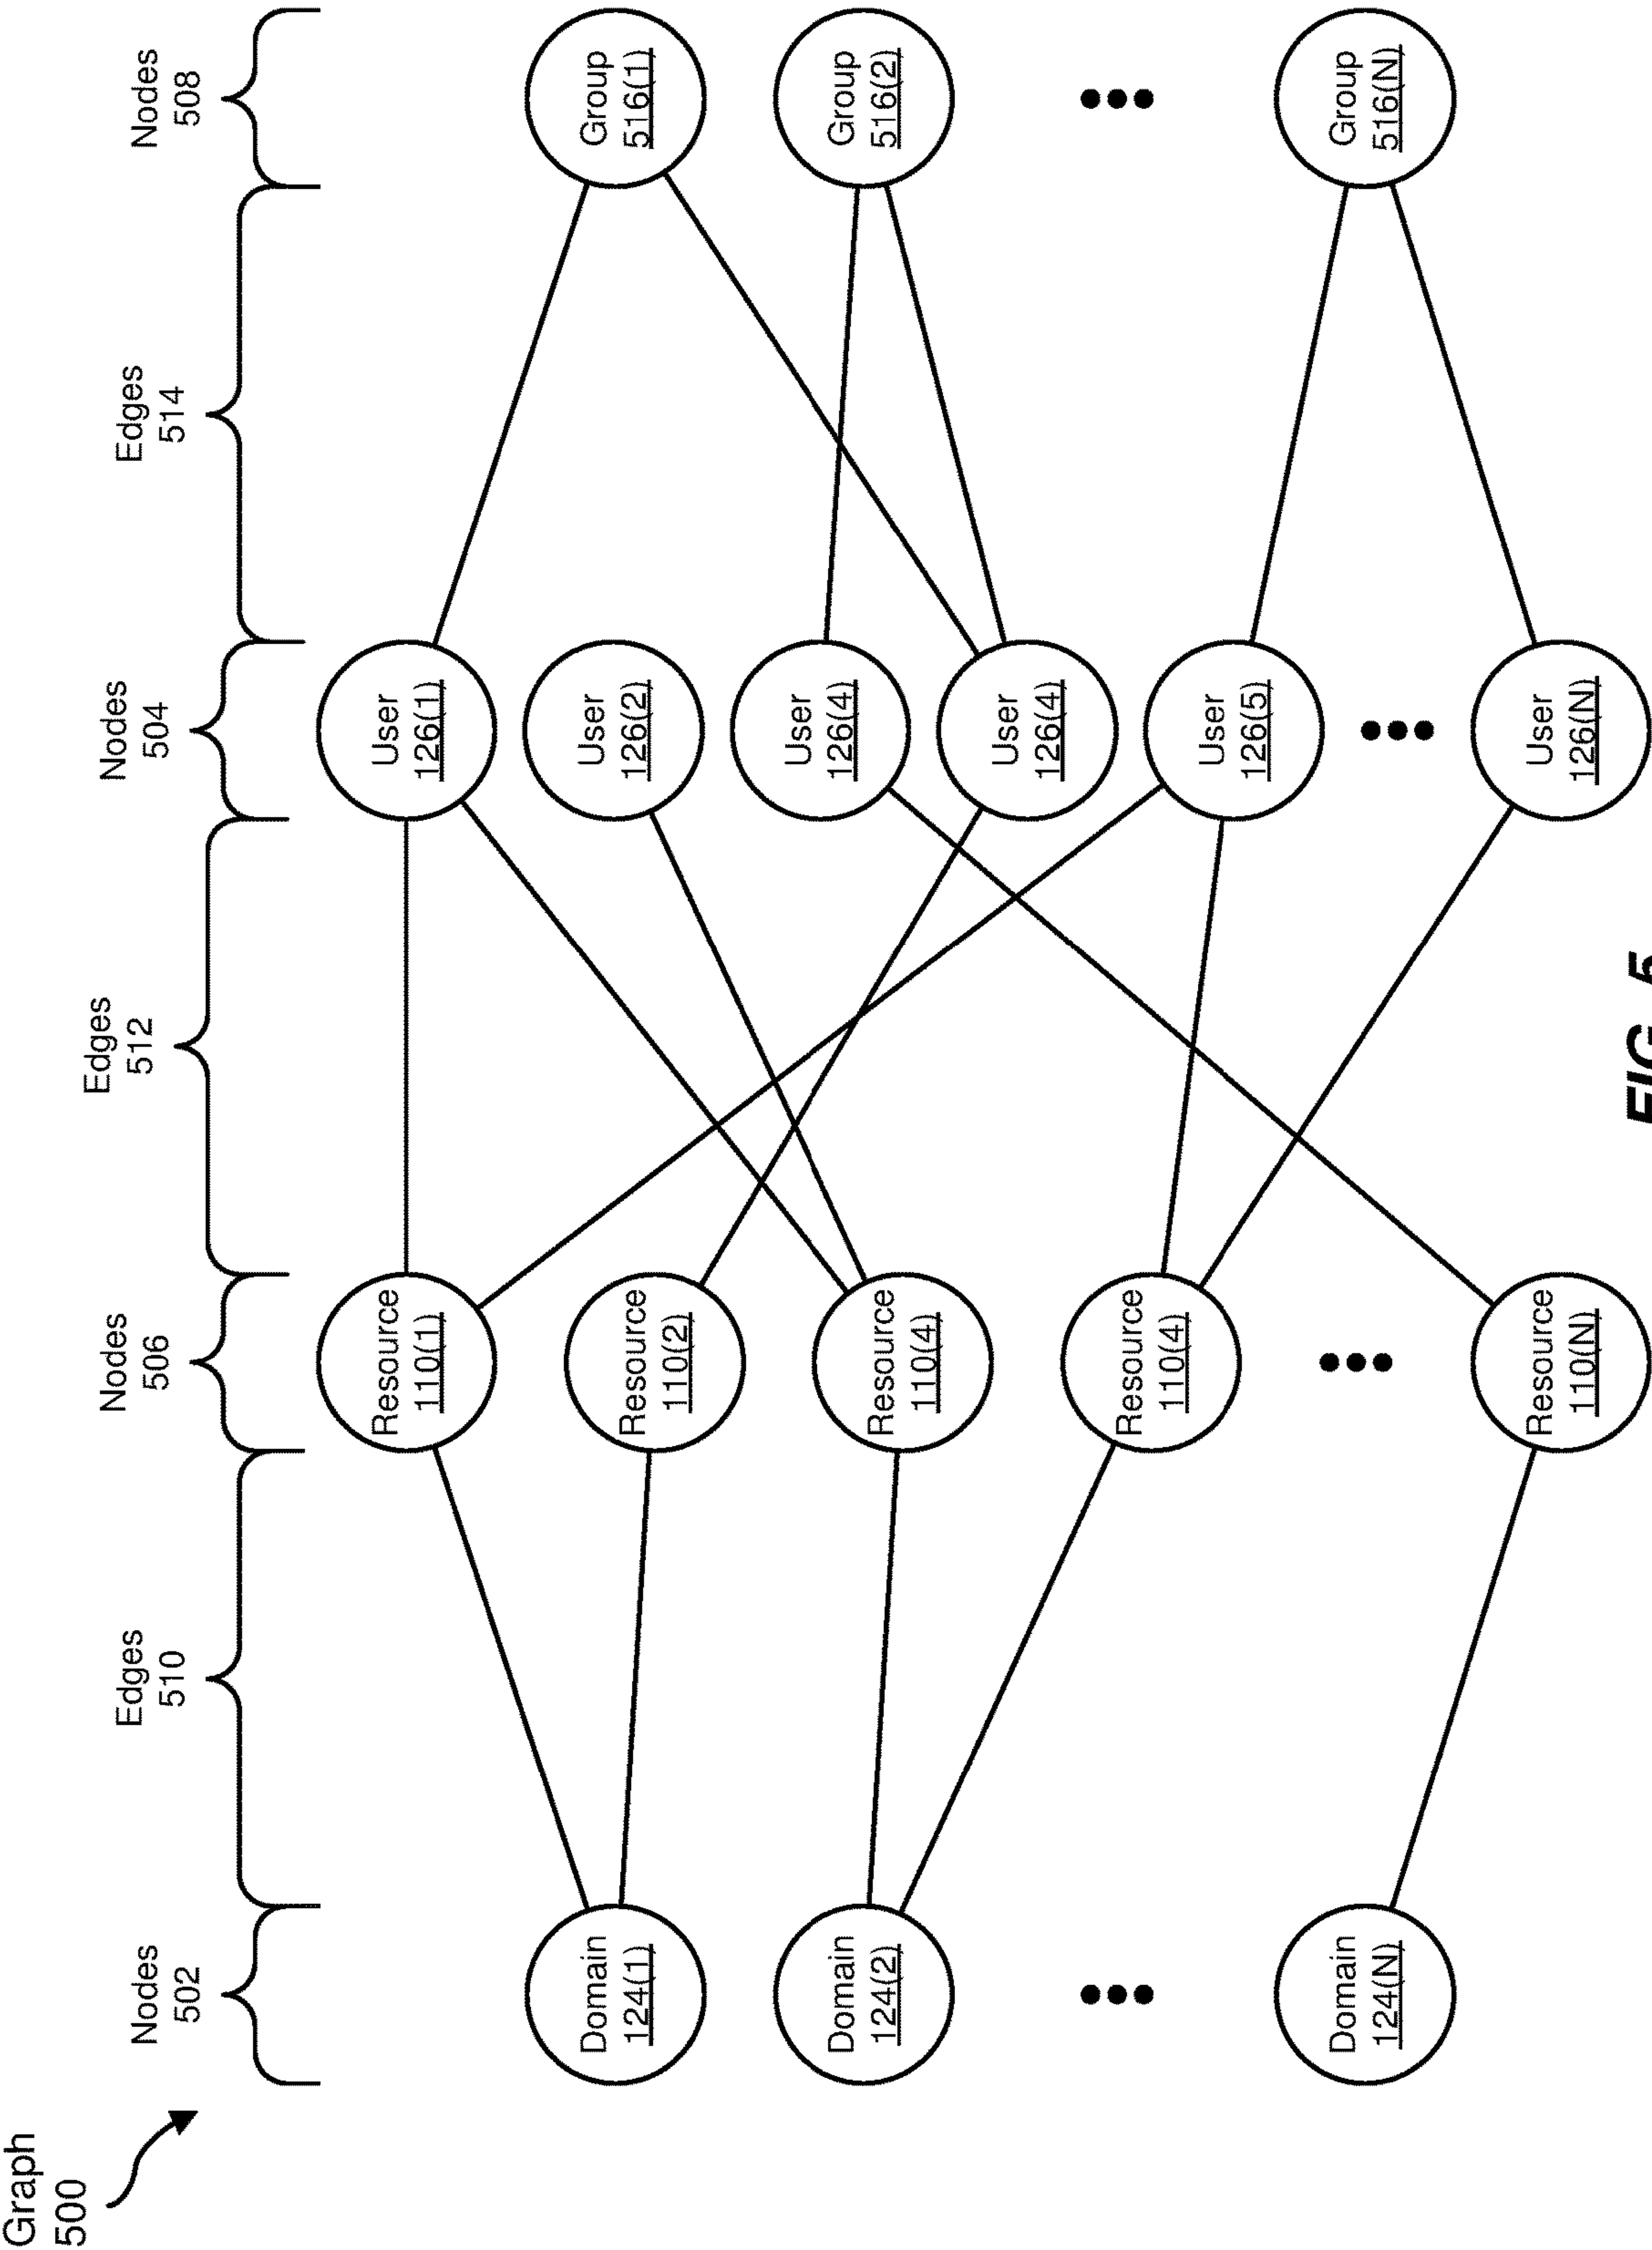 Graph
500
Nodes
502
Edges
510
Nodes
506
Edges
512
Nodes
504
Edges
514
Nodes
508
Domain
124(1)
Domain
124(2)
Domain
124(N)
Resource
110(1)
Resource
110(2)
Resource
110(4)
Resource
110(4)
Resource
110(N)
User
126(1)
User
126(2)
User
126(4)
User
126(4)
User
126(5)
User
126(N)
Group
516(1)
Group
516(2)
Group
516(N)
FIG. 5